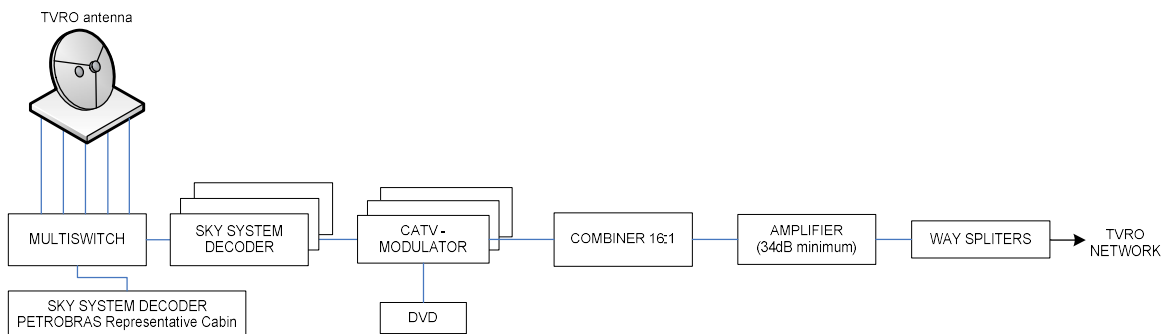 TVRO antenna
MULTISWITCH
SKY SYSTEM
DECODER
CATV -
MODULATOR
COMBINER 16:1
AMPLIFIER
(34dB minimum)
WAY SPLITERS
TVRO
NETWORK
SKY SYSTEM DECODER
PETROBRAS Representative Cabin
DVD